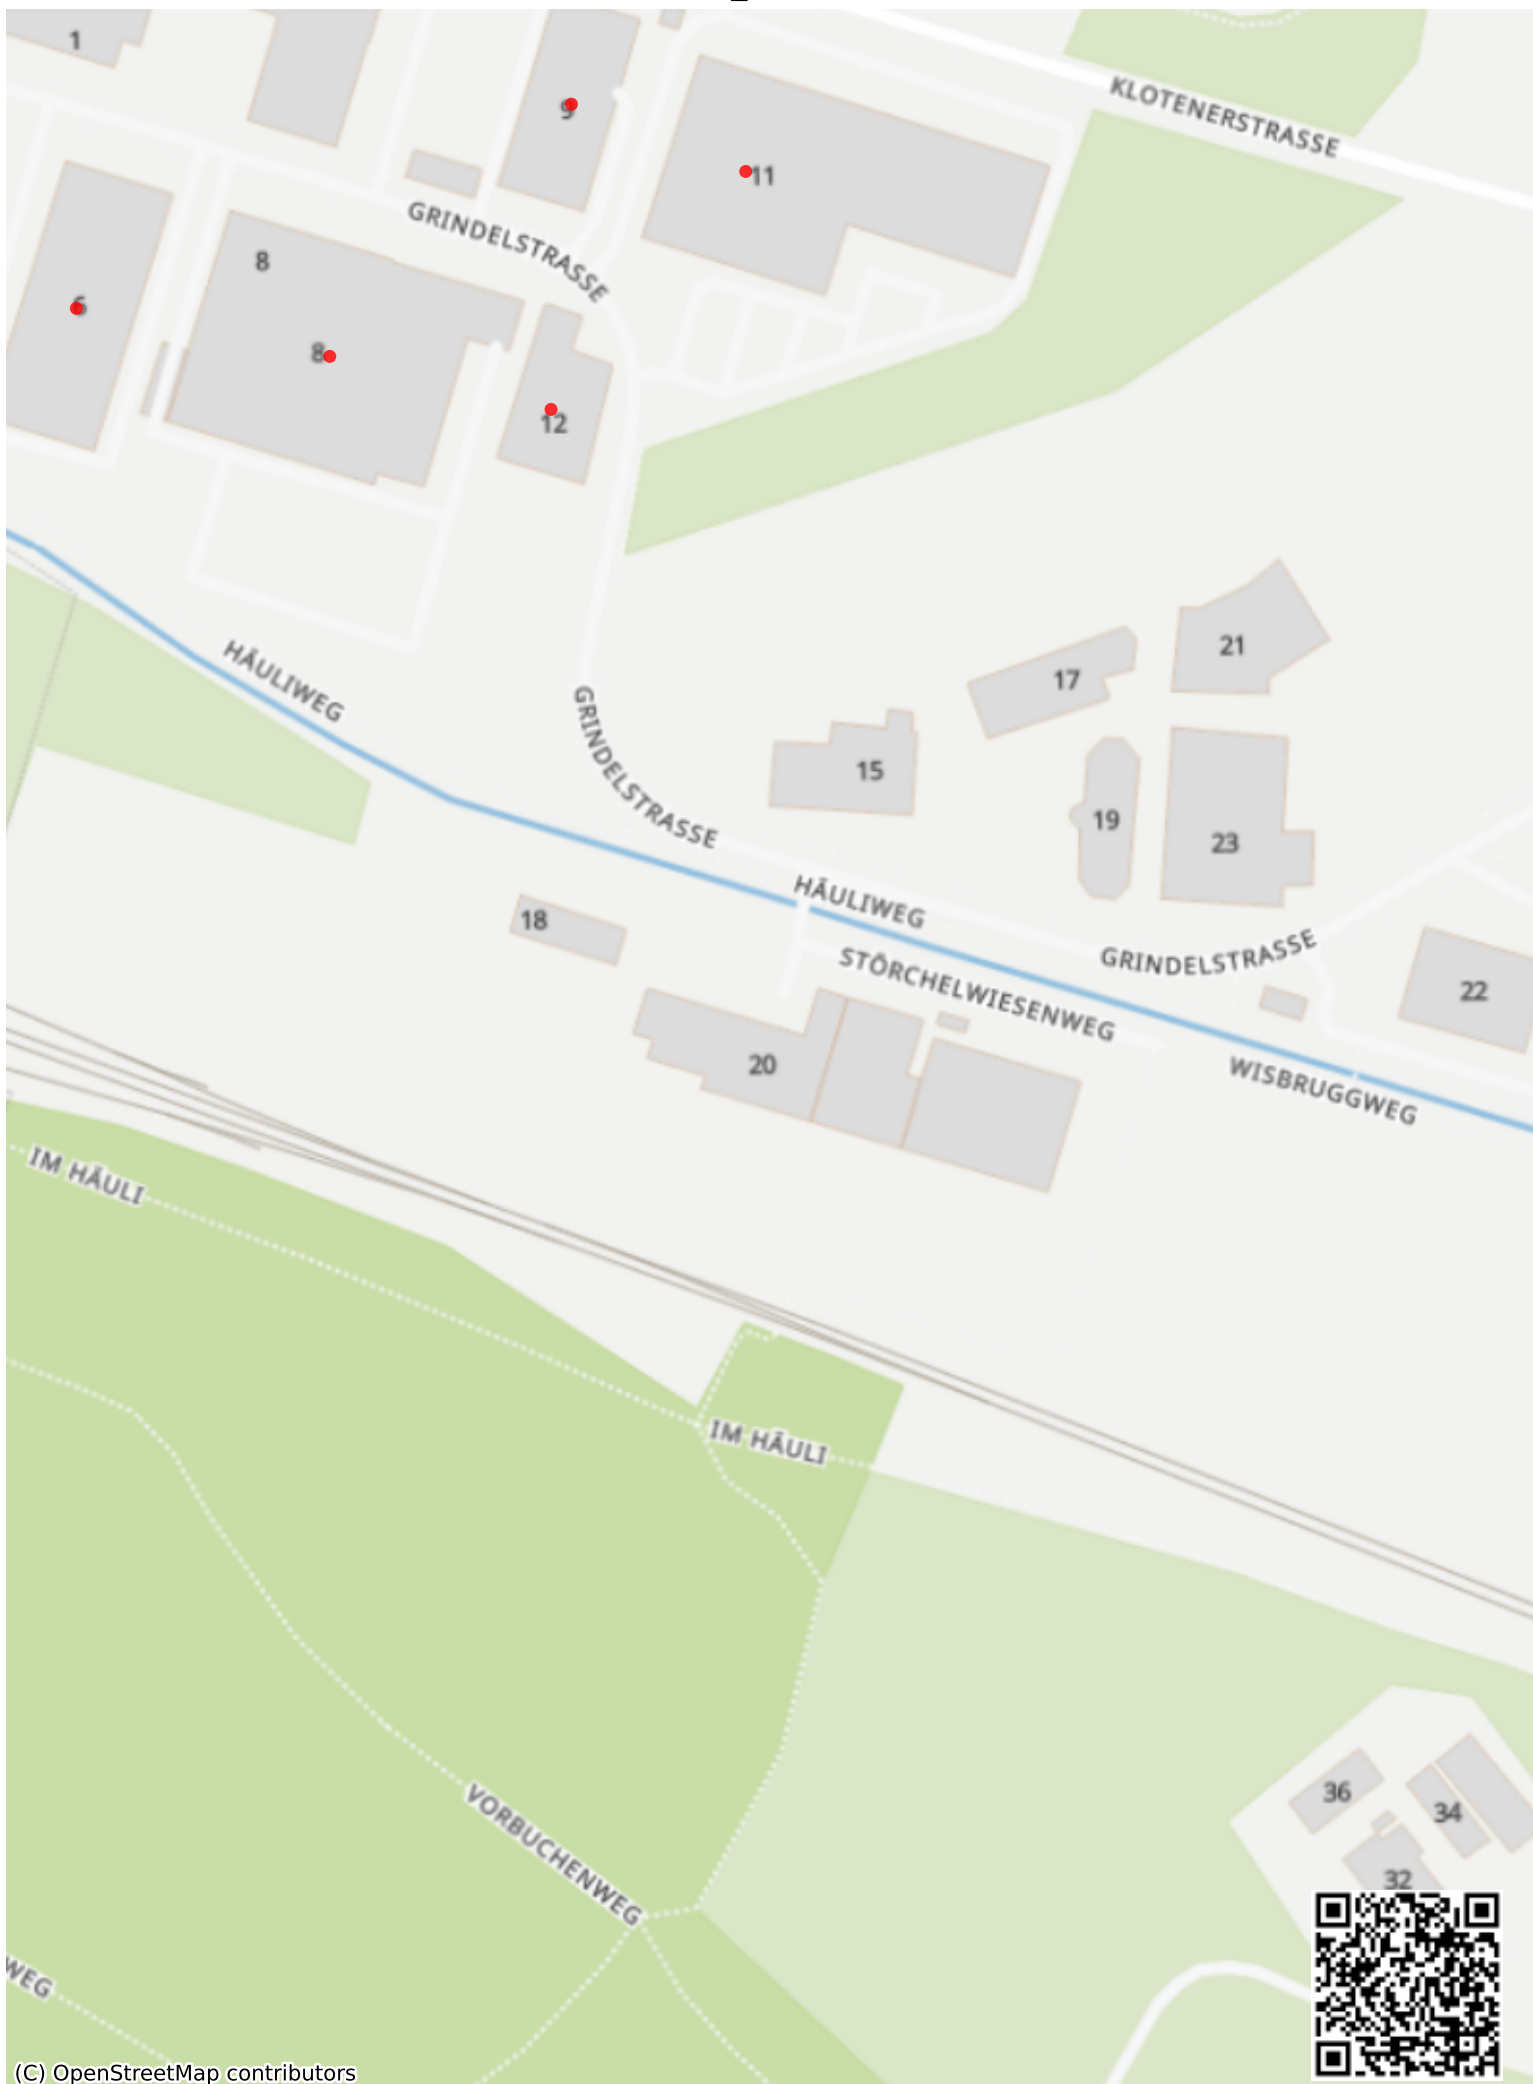 1
9
KLOTENERSTRASSE
11
GRINDELSTRASSE
8
6
8
12
HÄULIWEG
21
17
GRINDELSTRASSE
15
19
23
HÄULIWEG
18
GRINDELSTRASSE
STÖRCHELWIESENWEG
22
20
WISBRUGGWEG
IM HÄULI
IM HÄULI
36
34
VORBUCHENWEG
32
WEG
(C) OpenStreetMap contributors